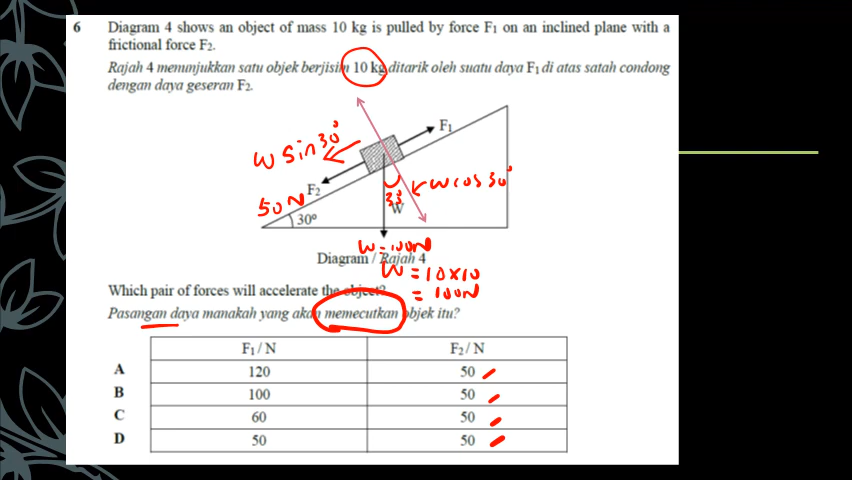 6 Diagram 4 shows an object of mass 10 kg is pulled by force F₁ on an inclined plane with a
frictional force F₂.
Rajah 4 menunjukkan satu objek berjisim 10 kg ditarik oleh suatu daya F₁ di atas satah condong
dengan daya geseran F₂.
F₁
W sin 30°
F₂
W cos 30°
50N
30°
W
30°
W = 100N
Diagram / Rajah 4
W = 10 x 10
= 100N
Which pair of forces will accelerate the object?
Pasangan daya manakah yang akan memecutkan objek itu?
F₁ / N F₂ / N
A 120 50
B 100 50
C 60 50
D 50 50